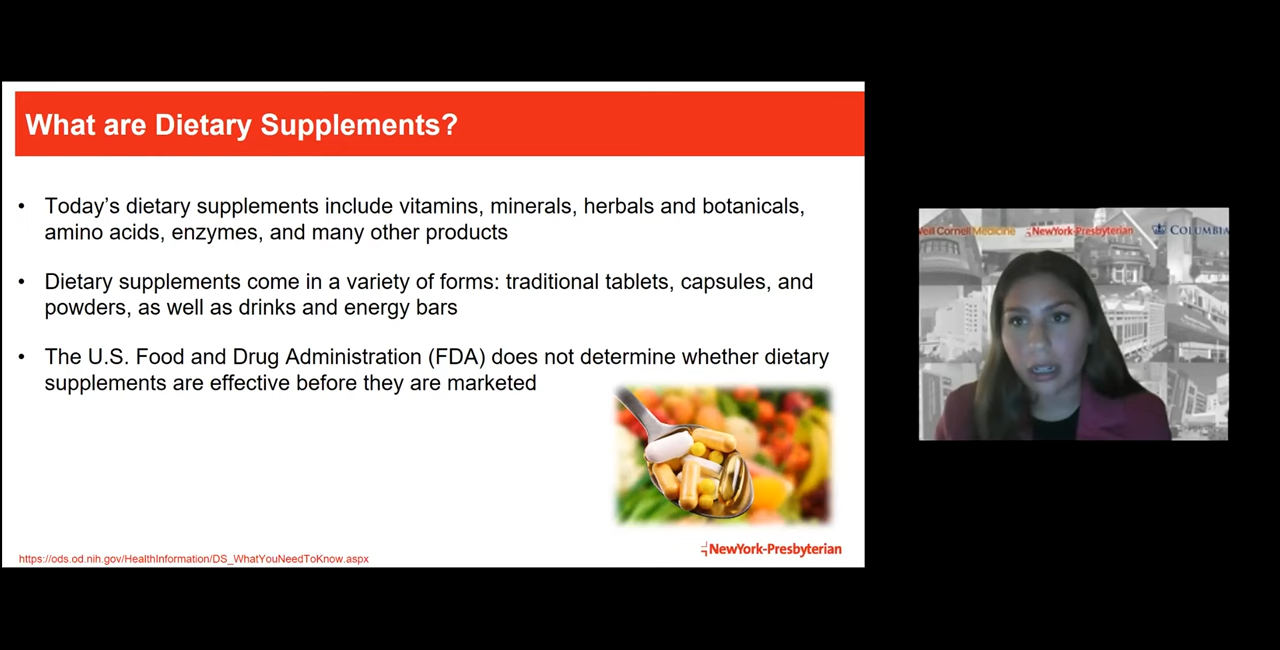 What are Dietary Supplements?
• Today’s dietary supplements include vitamins, minerals, herbals and botanicals,
amino acids, enzymes, and many other products
• Dietary supplements come in a variety of forms: traditional tablets, capsules, and
powders, as well as drinks and energy bars
• The U.S. Food and Drug Administration (FDA) does not determine whether dietary
supplements are effective before they are marketed
https://ods.od.nih.gov/HealthInformation/DS_WhatYouNeedToKnow.aspx
NewYork-Presbyterian
Weill Cornell Medicine NewYork-Presbyterian COLUMBIA